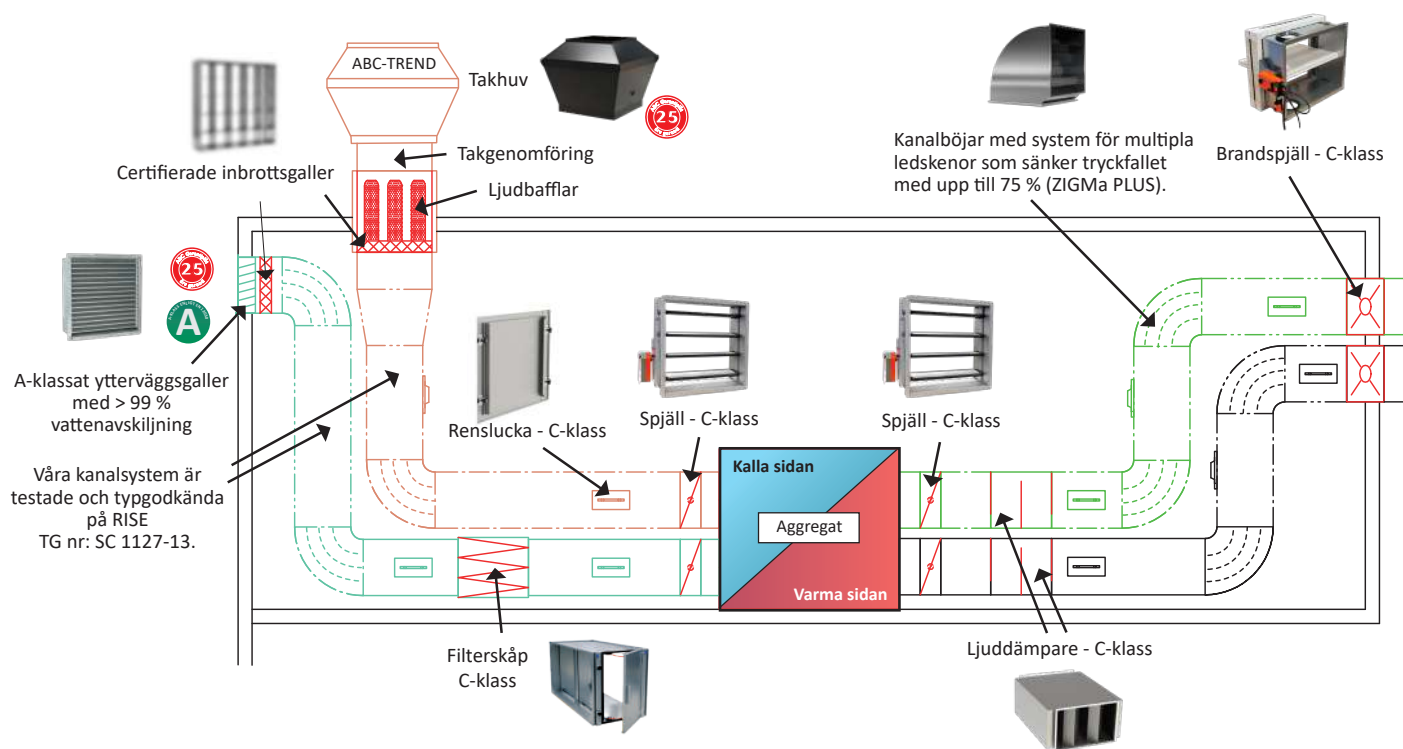 ABC-TREND
Takhuv
25
Takgenomföring
Ljudbafflar
Certifierade inbrottsgaller
Kanalböjar med system för multipla
ledskenor som sänker tryckfallet
med upp till 75 % (ZIGMa PLUS).
Brandspjäll - C-klass
25
A
A-klassat ytterväggsgaller
med > 99 %
vattenavskiljning
Våra kanalsystem är
testade och typgodkända
på RISE
TG nr: SC 1127-13.
Renslucka - C-klass
Spjäll - C-klass
Spjäll - C-klass
Kalla sidan
Aggregat
Varma sidan
Filterskåp
C-klass
Ljuddämpare - C-klass